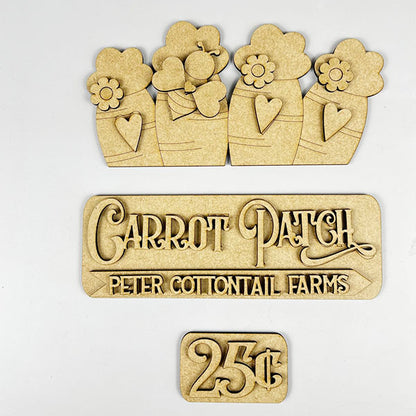 CARROT PATCH
PETER COTTONTAIL FARMS
25¢